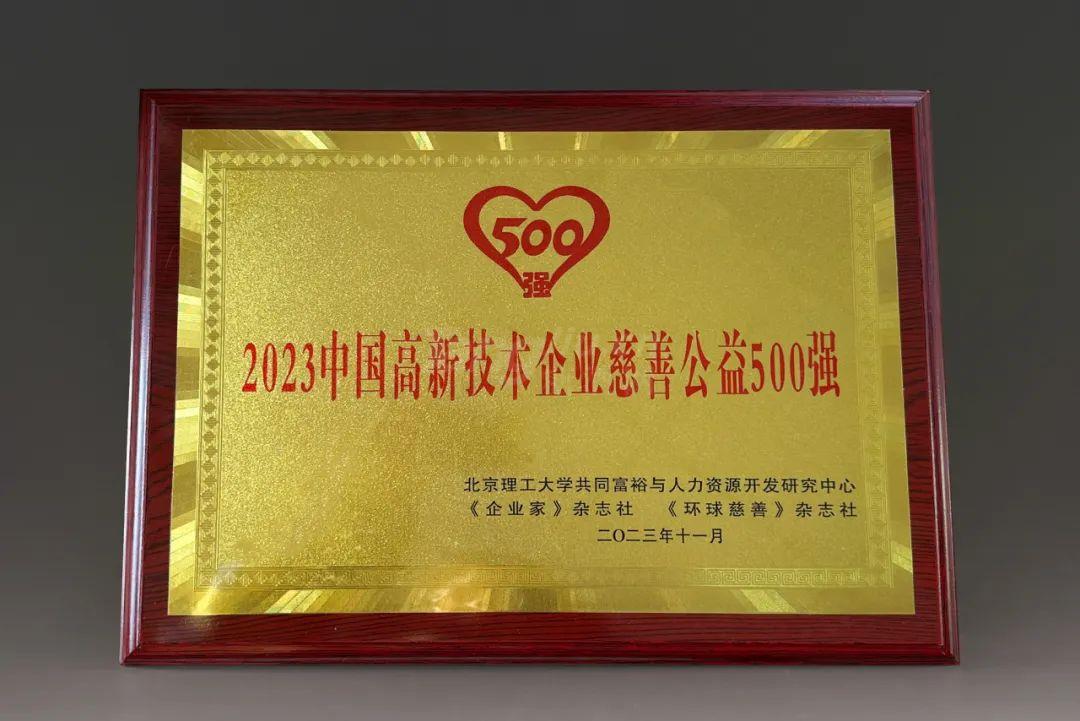 500
强
2023中国高新技术企业慈善公益500强
北京理工大学共同富裕与人力资源开发研究中心
《企业家》杂志社 《环球慈善》杂志社
二〇二三年十一月